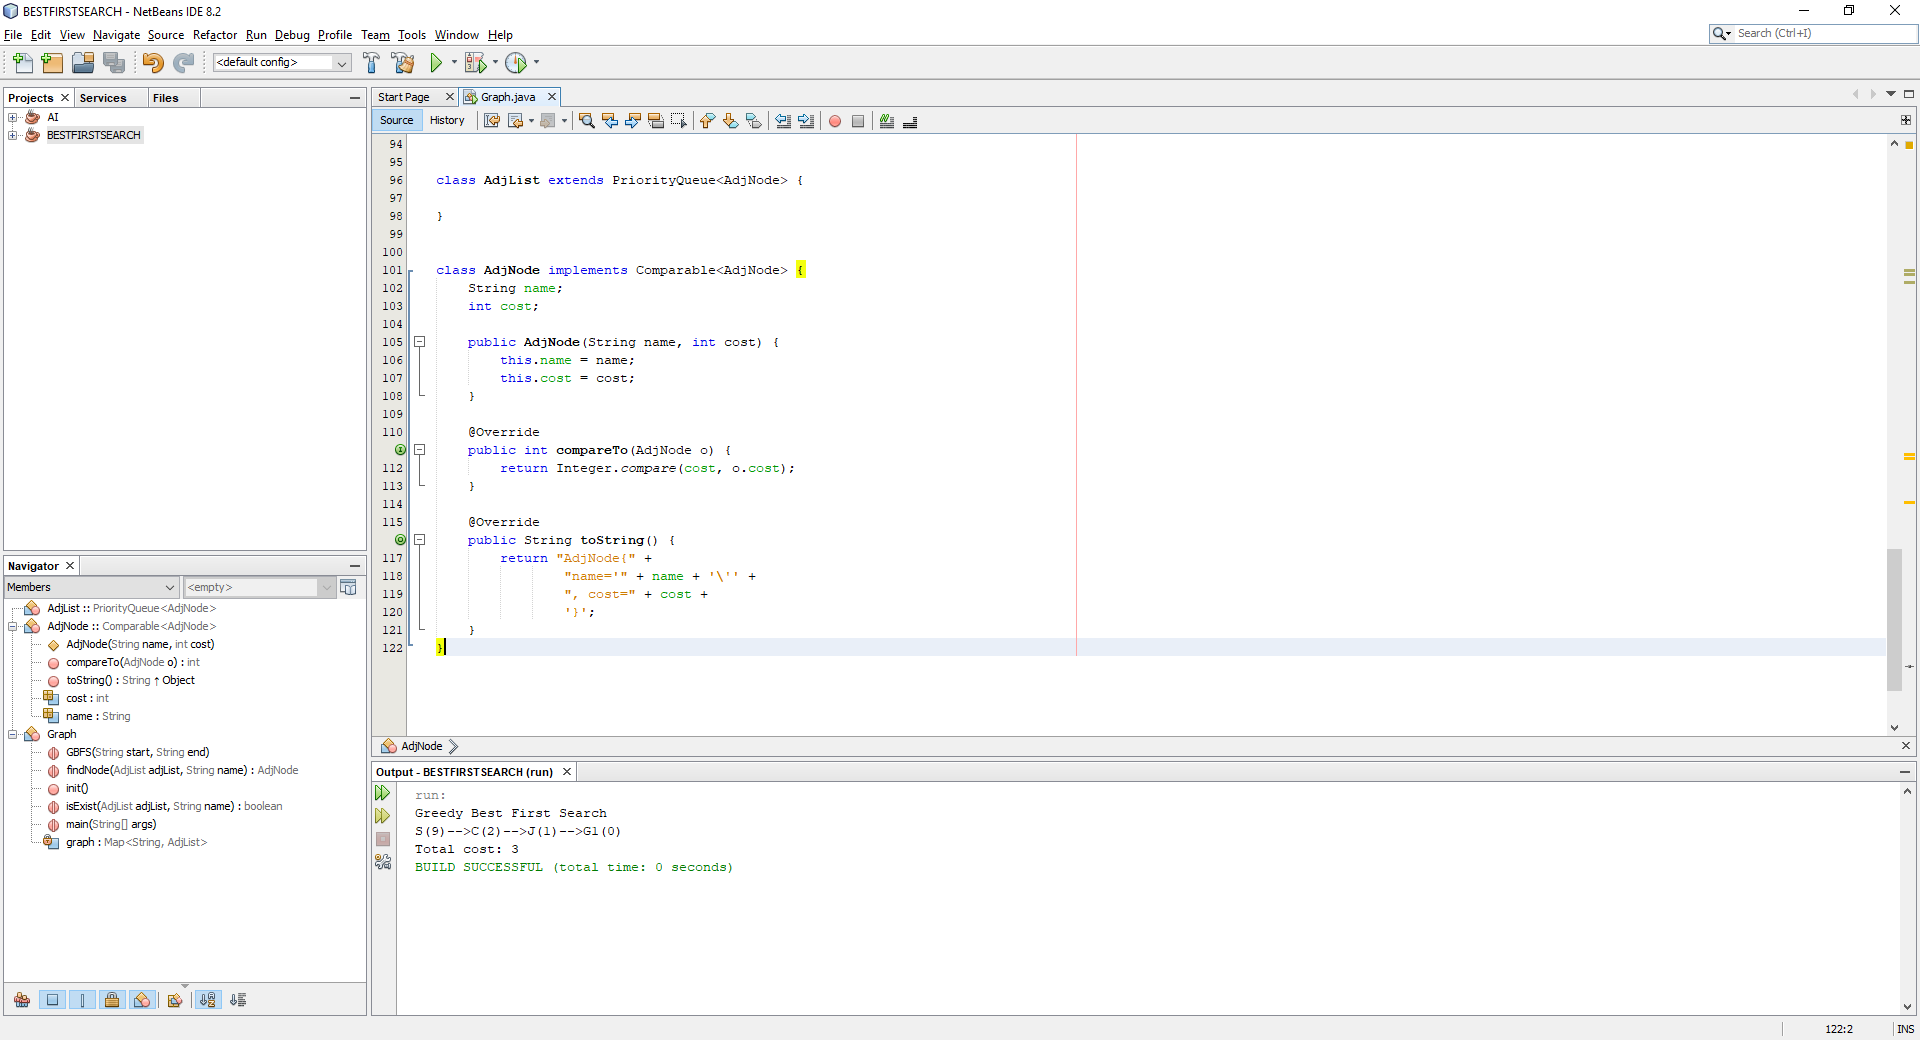 BESTFIRSTSEARCH - NetBeans IDE 8.2
File Edit View Navigate Source Refactor Run Debug Profile Team Tools Window Help
Search (Ctrl+I)
<default config>
Projects Services Files
AI
BESTFIRSTSEARCH
Start Page Graph.java
Source History
94
95
96 class AdjList extends PriorityQueue<AdjNode> {
97
98 }
99
100
101 class AdjNode implements Comparable<AdjNode> {
102 String name;
103 int cost;
104
105 public AdjNode(String name, int cost) {
106 this.name = name;
107 this.cost = cost;
108 }
109
110 @Override
public int compareTo(AdjNode o) {
112 return Integer.compare(cost, o.cost);
113 }
114
115 @Override
public String toString() {
117 return "AdjNode{" +
118 "name='" + name + '\'' +
119 ", cost=" + cost +
120 '}';
121 }
122 }
AdjNode
Navigator
Members <empty>
AdjList :: PriorityQueue<AdjNode>
AdjNode :: Comparable<AdjNode>
AdjNode(String name, int cost)
compareTo(AdjNode o) : int
toString() : String ↑ Object
cost : int
name : String
Graph
GBFS(String start, String end)
findNode(AdjList adjList, String name) : AdjNode
init()
isExist(AdjList adjList, String name) : boolean
main(String[] args)
graph : Map<String, AdjList>
Output - BESTFIRSTSEARCH (run)
run:
Greedy Best First Search
S(9)-->C(2)-->J(1)-->G1(0)
Total cost: 3
BUILD SUCCESSFUL (total time: 0 seconds)
122:2 INS